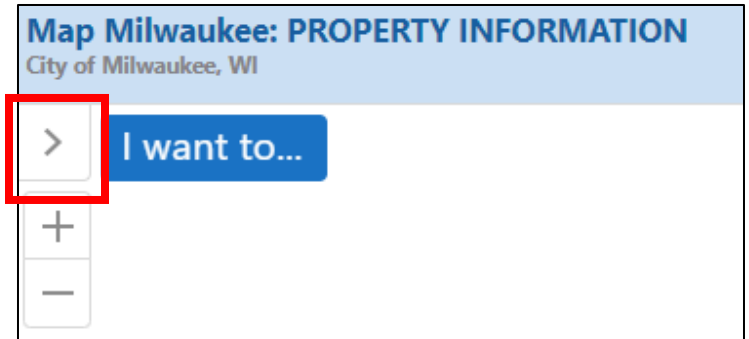 Map Milwaukee: PROPERTY INFORMATION
City of Milwaukee, WI
I want to...